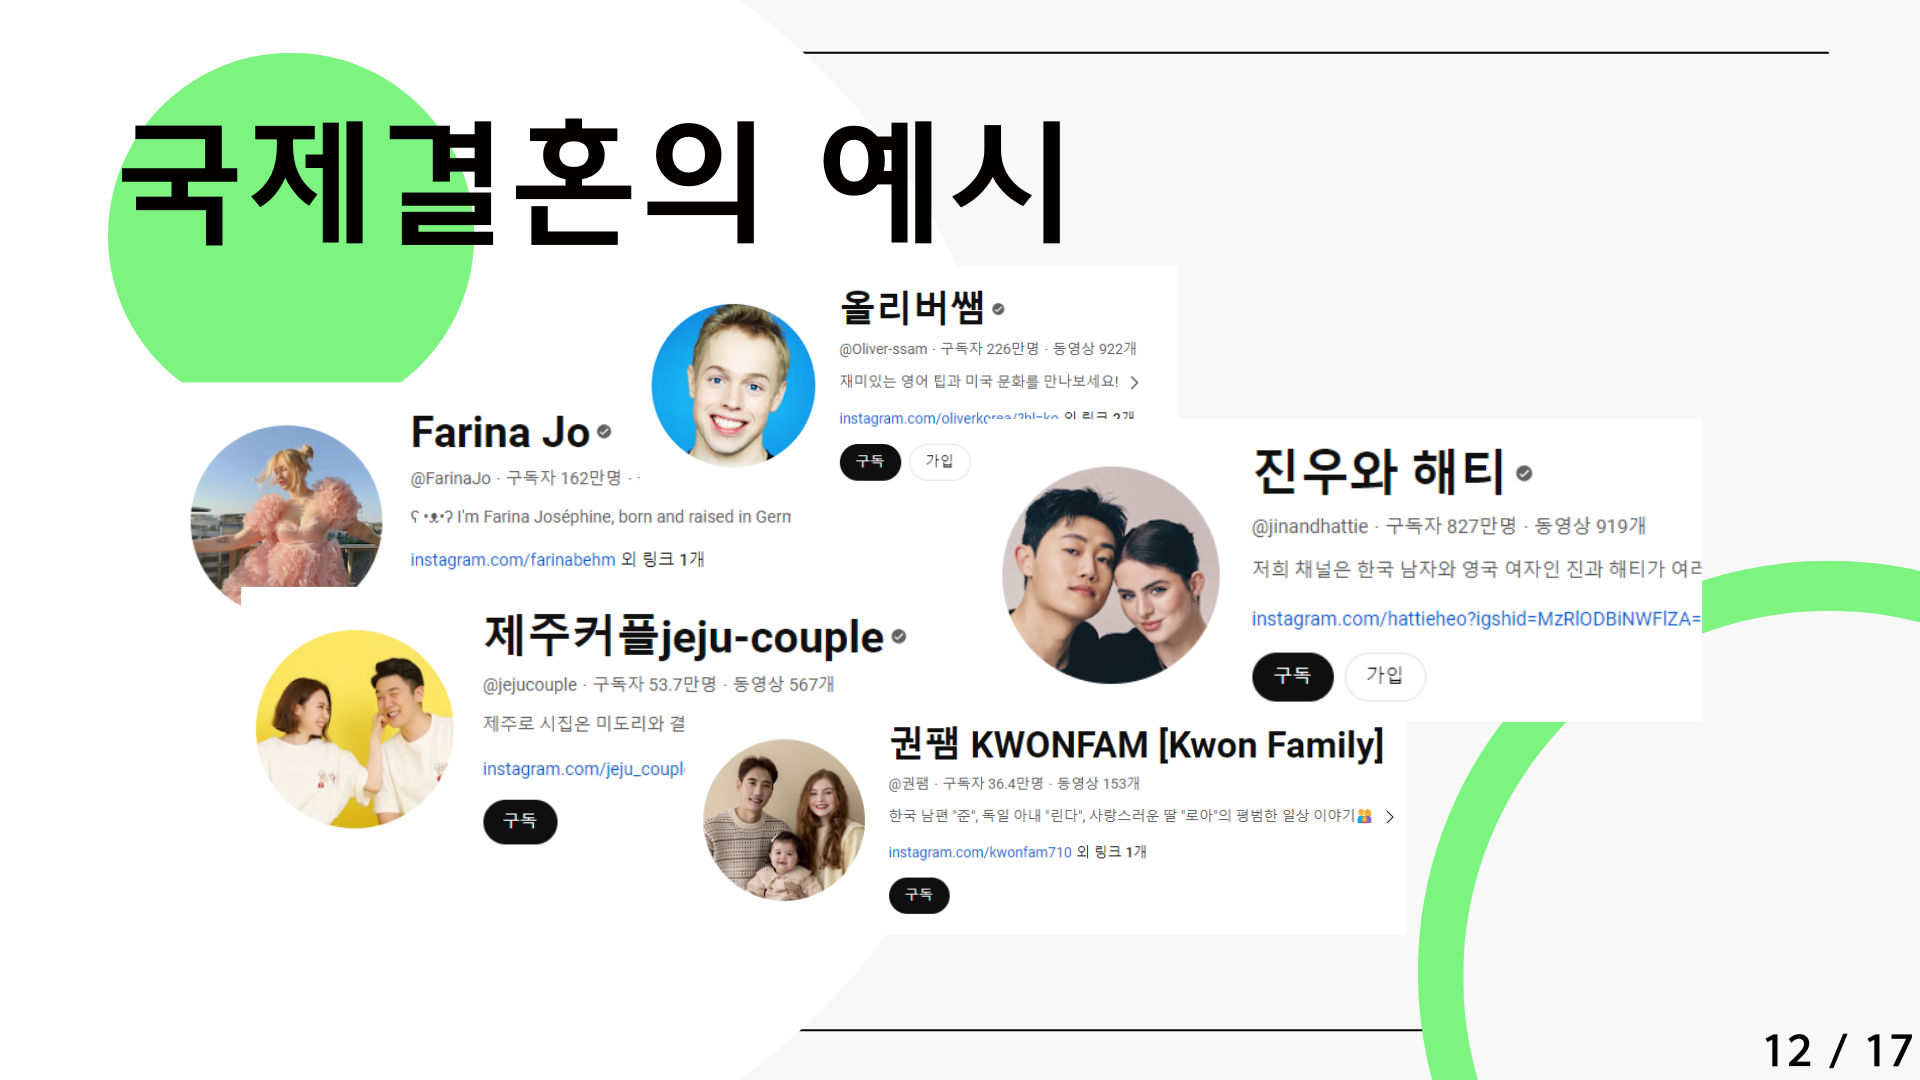 국제결혼의 예시
올리버쌤
@Oliver-ssam · 구독자 226만명 · 동영상 922개
재미있는 영어 팁과 미국 문화를 만나보세요!
instagram.com/oliverkorea/?hl=ko 외 링크 2개
구독 가입
Farina Jo
@FarinaJo · 구독자 162만명 · ·
ʕ •ᴥ•ʔ I'm Farina Joséphine, born and raised in Germ
instagram.com/farinabehm 외 링크 1개
진우와 해티
@jinandhattie · 구독자 827만명 · 동영상 919개
저희 채널은 한국 남자와 영국 여자인 진과 해티가 여러
instagram.com/hattieheo?igshid=MzRlODBiNWFlZA=
구독 가입
제주커플jeju-couple
@jejucouple · 구독자 53.7만명 · 동영상 567개
제주로 시집온 미도리와 결
instagram.com/jeju_coupl
구독
권팸 KWONFAM [Kwon Family]
@권팸 · 구독자 36.4만명 · 동영상 153개
한국 남편 "준", 독일 아내 "린다", 사랑스러운 딸 "로아"의 평범한 일상 이야기👫
instagram.com/kwonfam710 외 링크 1개
구독
12 / 17